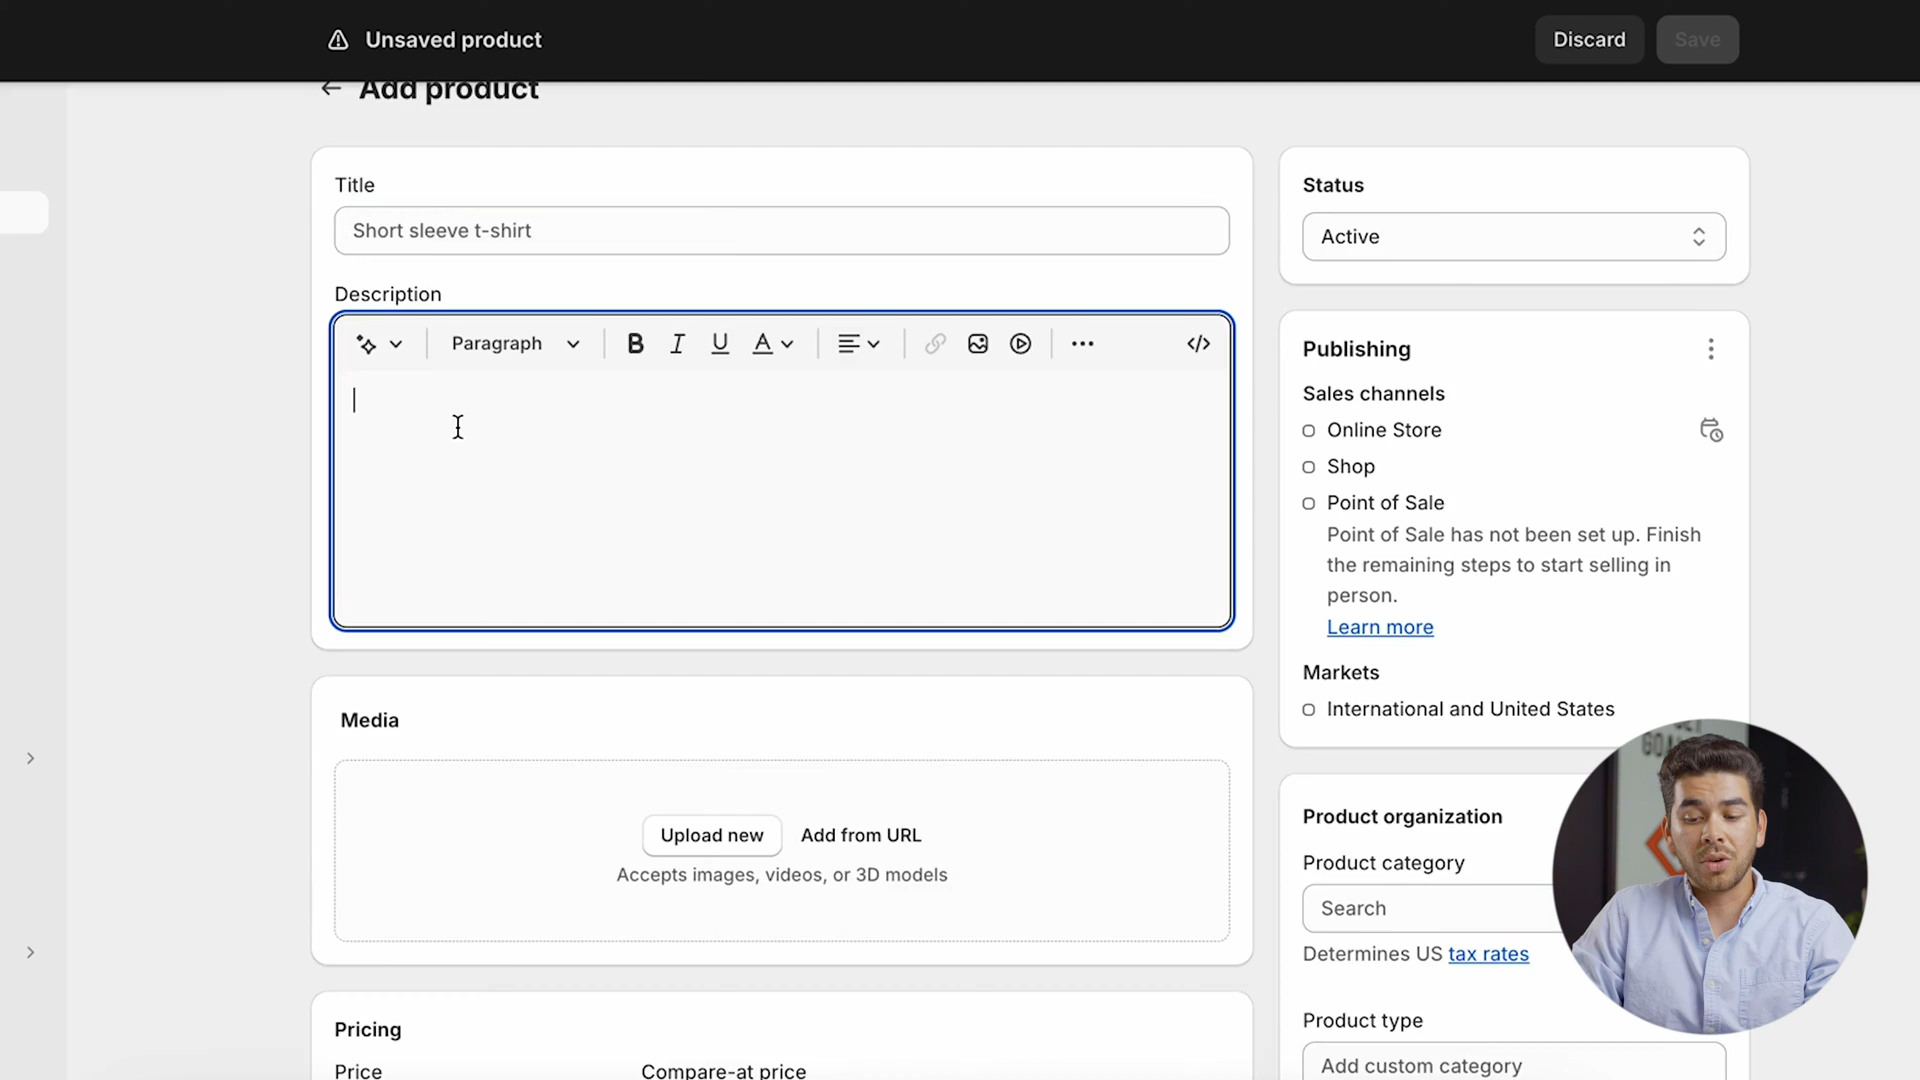 Unsaved product
Discard
Save
Add product
Title
Short sleeve t-shirt
Description
Paragraph
B I U A
</>
Media
Upload new
Add from URL
Accepts images, videos, or 3D models
Pricing
Price
Compare-at price
Status
Active
Publishing
Sales channels
Online Store
Shop
Point of Sale
Point of Sale has not been set up. Finish
the remaining steps to start selling in
person.
Learn more
Markets
International and United States
Product organization
Product category
Search
Determines US tax rates
Product type
Add custom category